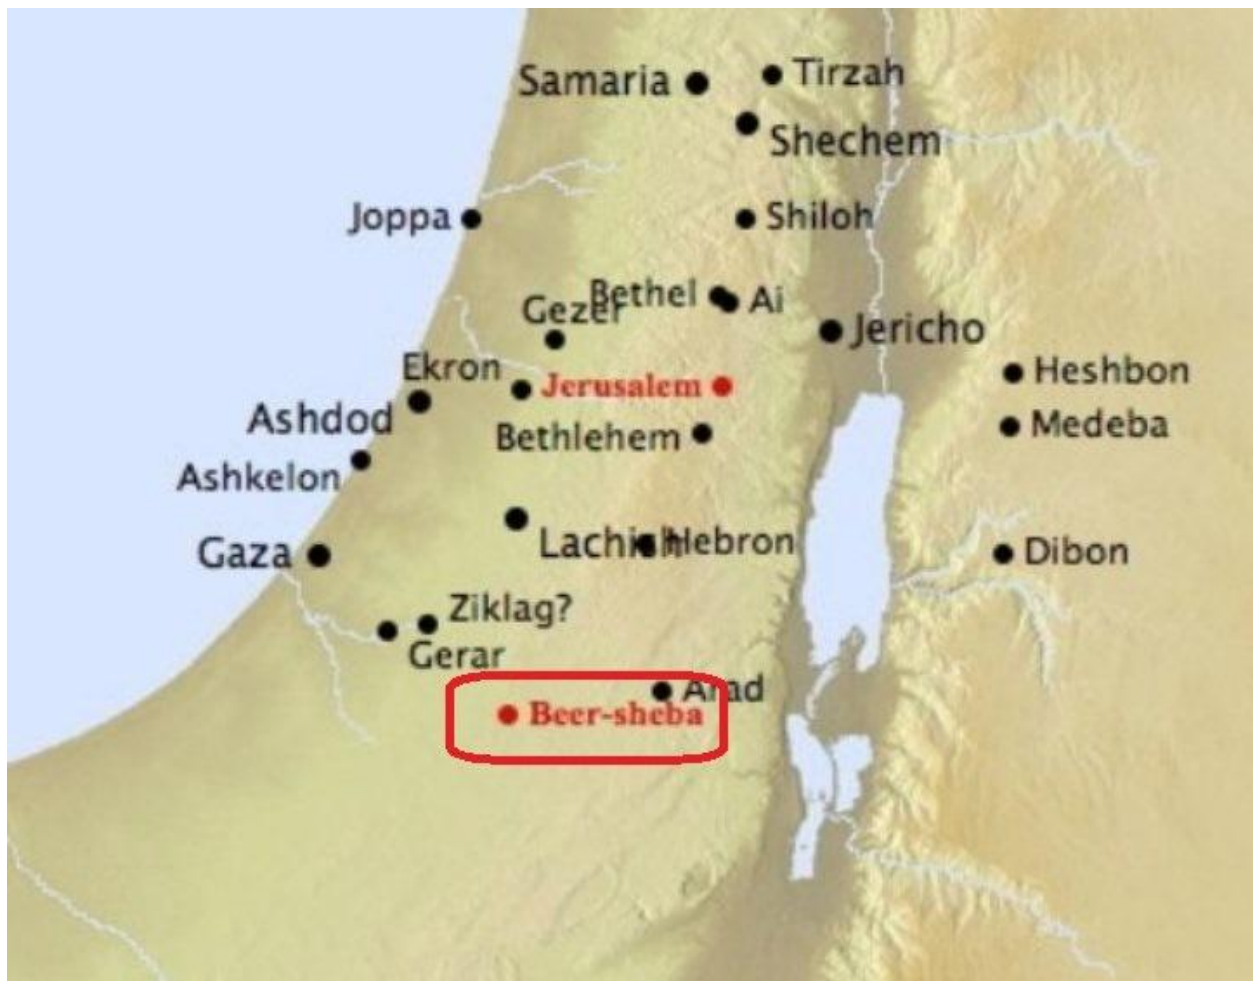 Samaria
Tirzah
Shechem
Joppa
Shiloh
Bethel
Ai
Gezer
Jericho
Ekron
Jerusalem
Heshbon
Ashdod
Medeba
Bethlehem
Ashkelon
Lachish
Hebron
Gaza
Dibon
Ziklag?
Gerar
Arad
Beer-sheba